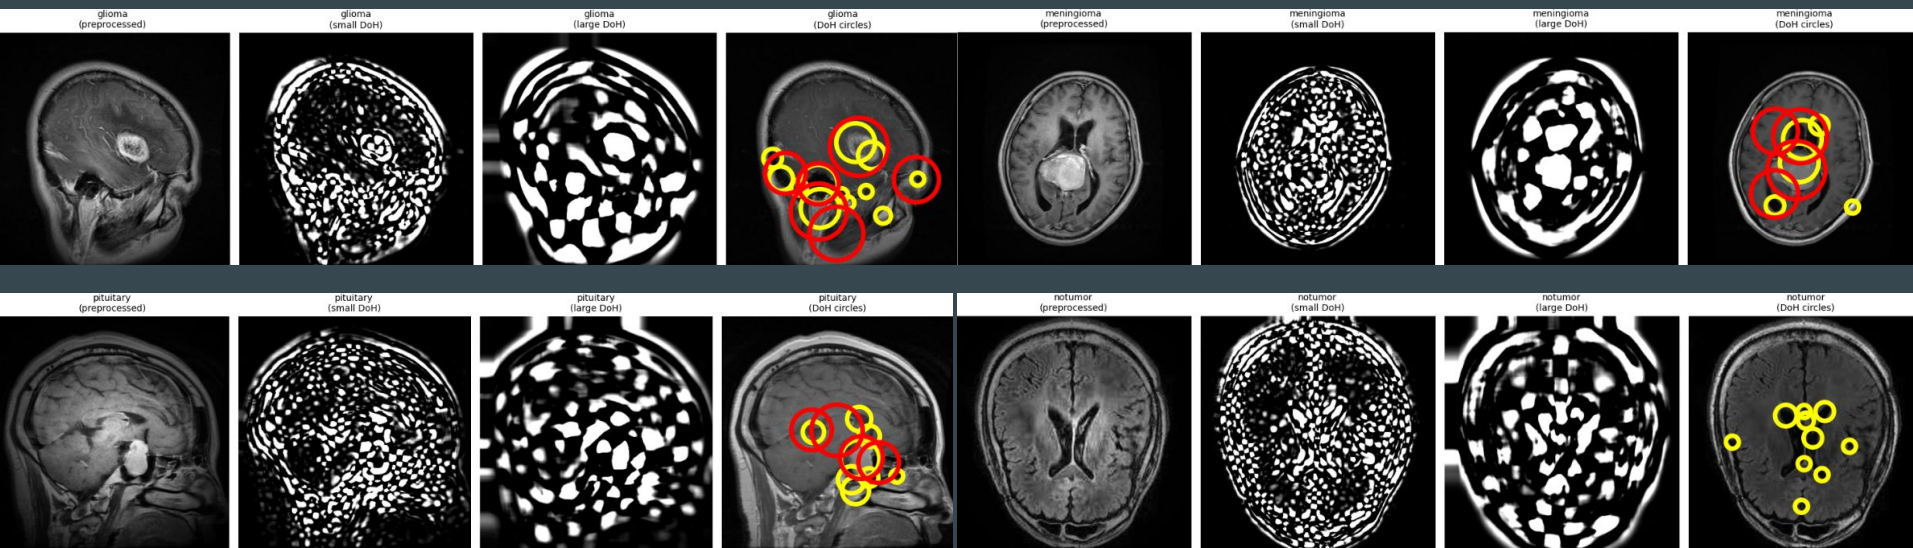 glioma
(preprocessed)
glioma
(small DoH)
glioma
(large DoH)
glioma
(DoH circles)
meningioma
(preprocessed)
meningioma
(small DoH)
meningioma
(large DoH)
meningioma
(DoH circles)
pituitary
(preprocessed)
pituitary
(small DoH)
pituitary
(large DoH)
pituitary
(DoH circles)
notumor
(preprocessed)
notumor
(small DoH)
notumor
(large DoH)
notumor
(DoH circles)